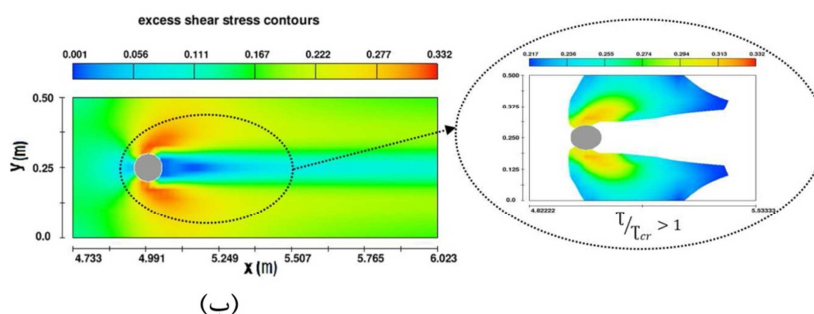 excess shear stress contours
0.001 0.056 0.111 0.167 0.222 0.277 0.332
0.50
0.25
0.0
y (m)
4.733 4.991 5.249 5.507 5.765 6.023
x (m)
(ب)
0.217 0.235 0.255 0.274 0.294 0.313 0.332
0.500
0.375
0.250
0.125
0.0
4.82222 5.53333
τ/τcr > 1